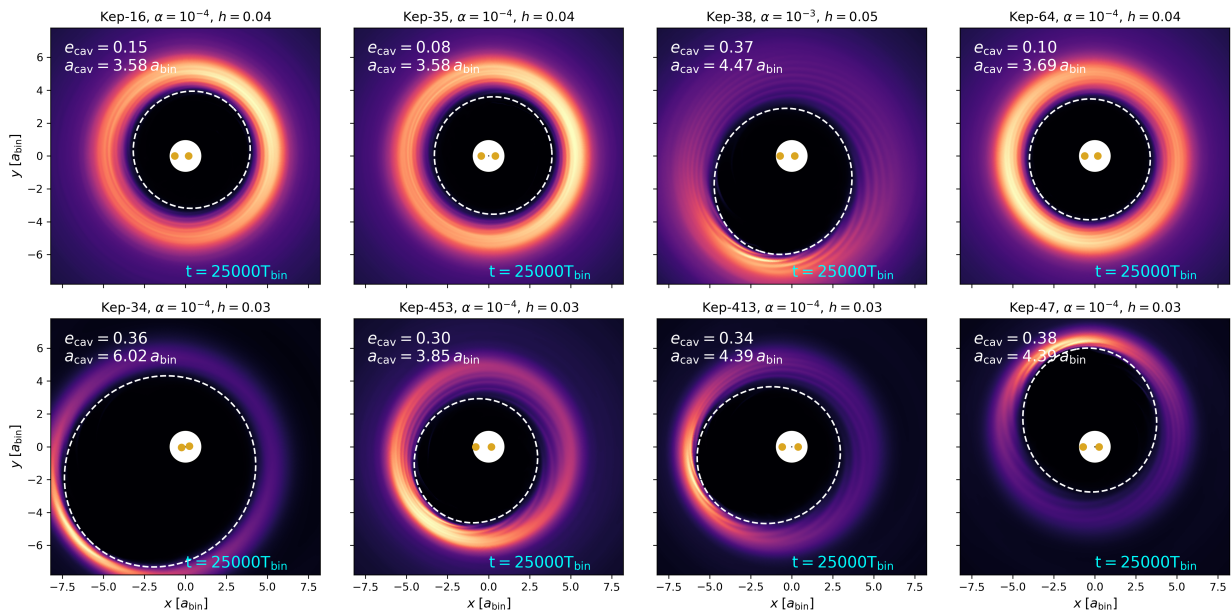 Kep-16, α = 10⁻⁴, h = 0.04
e_cav = 0.15
a_cav = 3.58 a_bin
t = 25000T_bin
6
4
2
0
−2
−4
−6
y [a_bin]
Kep-35, α = 10⁻⁴, h = 0.04
e_cav = 0.08
a_cav = 3.58 a_bin
t = 25000T_bin
Kep-38, α = 10⁻³, h = 0.05
e_cav = 0.37
a_cav = 4.47 a_bin
t = 25000T_bin
Kep-64, α = 10⁻⁴, h = 0.04
e_cav = 0.10
a_cav = 3.69 a_bin
t = 25000T_bin
Kep-34, α = 10⁻⁴, h = 0.03
e_cav = 0.36
a_cav = 6.02 a_bin
t = 25000T_bin
6
4
2
0
−2
−4
−6
y [a_bin]
−7.5 −5.0 −2.5 0.0 2.5 5.0 7.5
x [a_bin]
Kep-453, α = 10⁻⁴, h = 0.03
e_cav = 0.30
a_cav = 3.85 a_bin
t = 25000T_bin
−7.5 −5.0 −2.5 0.0 2.5 5.0 7.5
x [a_bin]
Kep-413, α = 10⁻⁴, h = 0.03
e_cav = 0.34
a_cav = 4.39 a_bin
t = 25000T_bin
−7.5 −5.0 −2.5 0.0 2.5 5.0 7.5
x [a_bin]
Kep-47, α = 10⁻⁴, h = 0.03
e_cav = 0.38
a_cav = 4.39 a_bin
t = 25000T_bin
−7.5 −5.0 −2.5 0.0 2.5 5.0 7.5
x [a_bin]